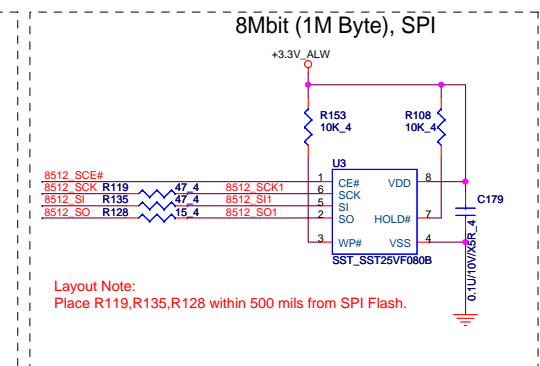 8Mbit (1M Byte), SPI
+3.3V_ALW
R153
10K_4
R108
10K_4
U3
8512_SCE# 1 CE# VDD 8
8512_SCK R119 47_4 8512_SCK1 6 SCK
8512_SI R135 47_4 8512_SI1 5 SI
8512_SO R128 15_4 8512_SO1 2 SO HOLD# 7
3 WP# VSS 4
SST_SST25VF080B
C179
0.1U/10V/X5R_4
Layout Note:
Place R119,R135,R128 within 500 mils from SPI Flash.